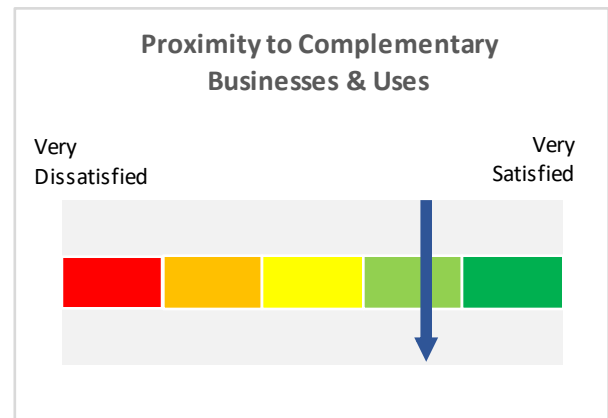 Proximity to Complementary
Businesses & Uses
Very
Dissatisfied
Very
Satisfied